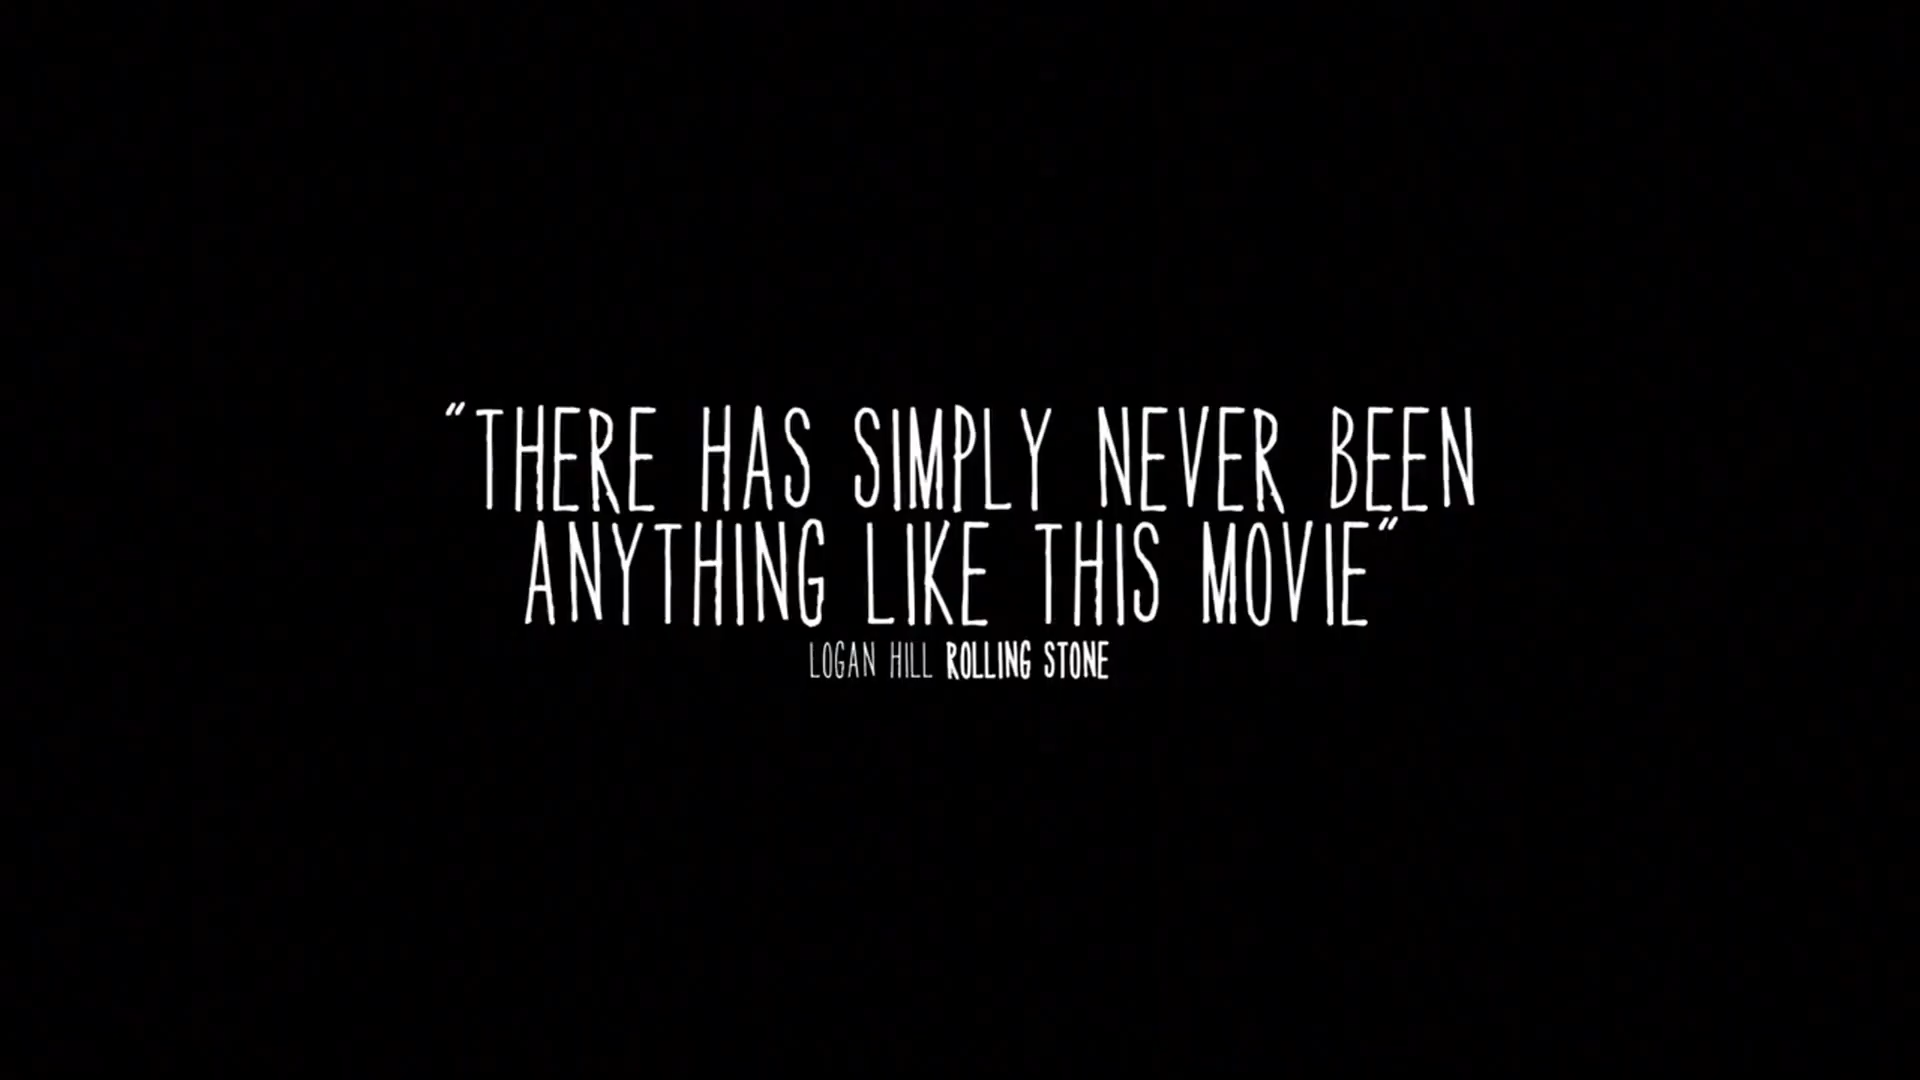 "THERE HAS SIMPLY NEVER BEEN
ANYTHING LIKE THIS MOVIE"
LOGAN HILL ROLLING STONE